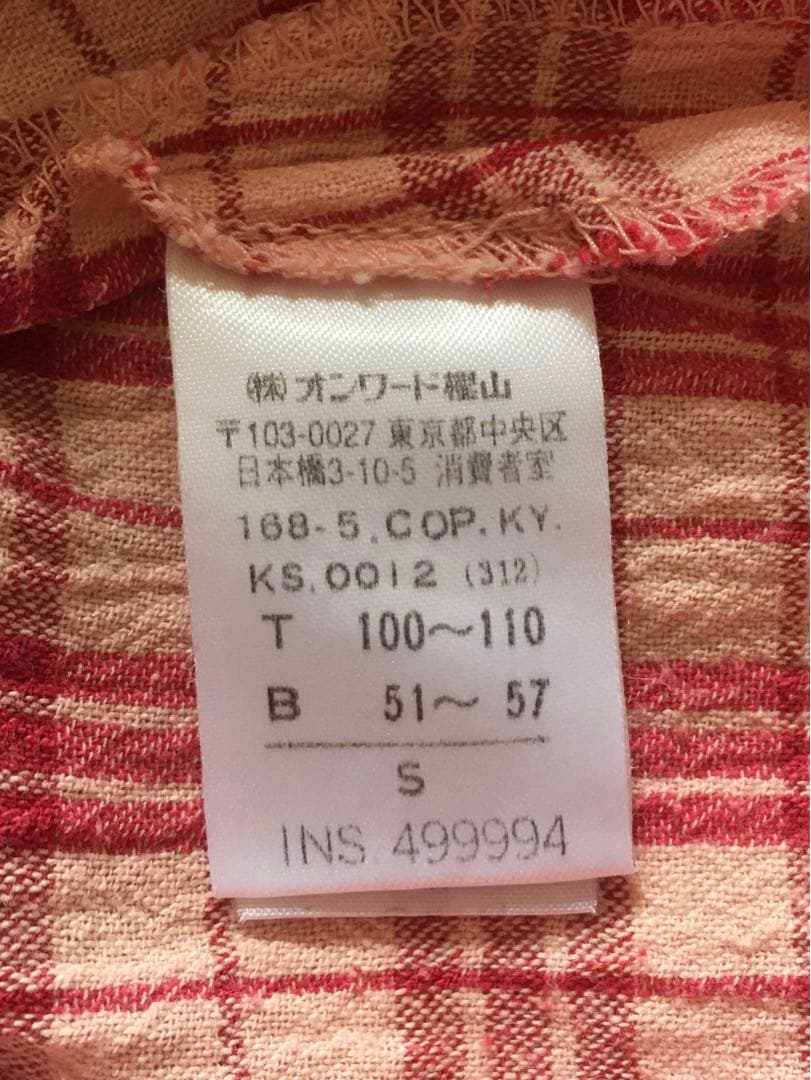 ㈱オンワード樫山
〒103-0027 東京都中央区
日本橋3-10-5 消費者室
168-5.COP.KY.
KS.0012 (312)
T 100～110
B 51～57
S
INS.499994